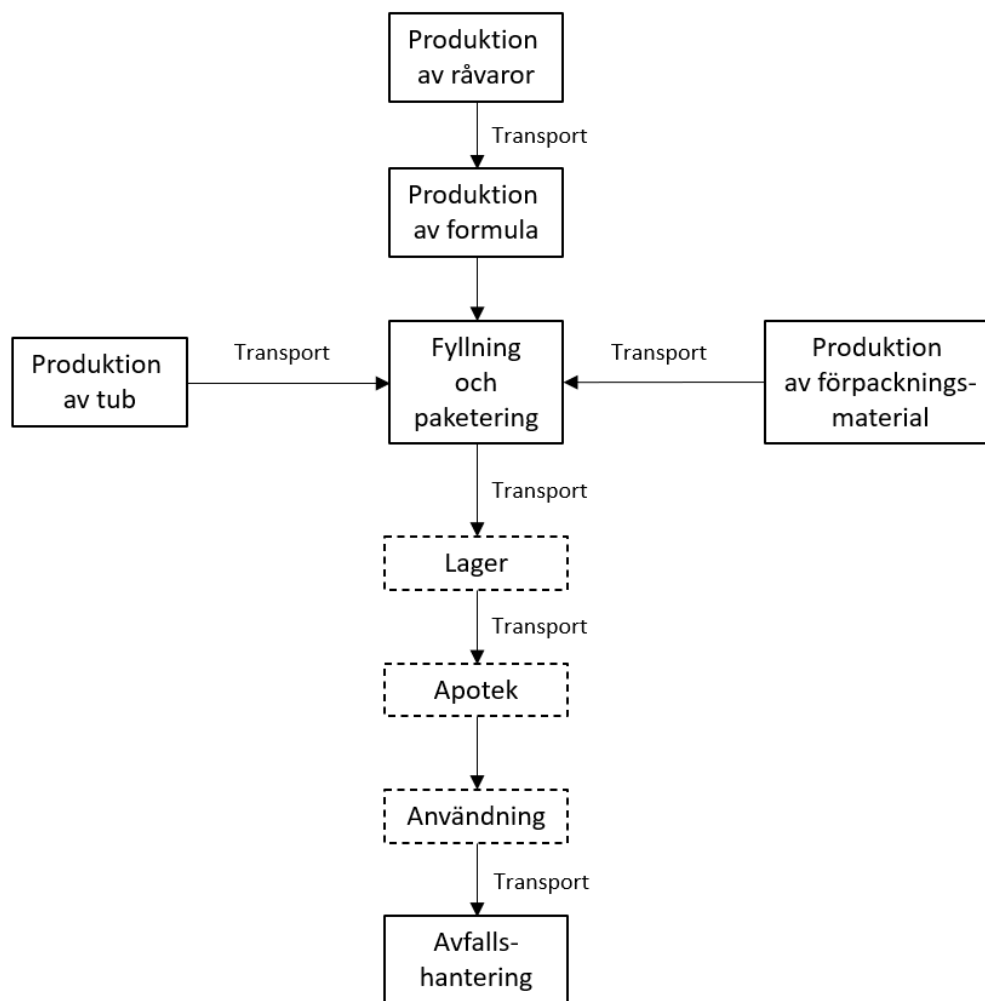 Produktion
av råvaror
Transport
Produktion
av formula
Produktion
av tub
Transport
Fyllning
och
paketering
Transport
Produktion
av förpacknings-
material
Transport
Lager
Transport
Apotek
Användning
Transport
Avfalls-
hantering